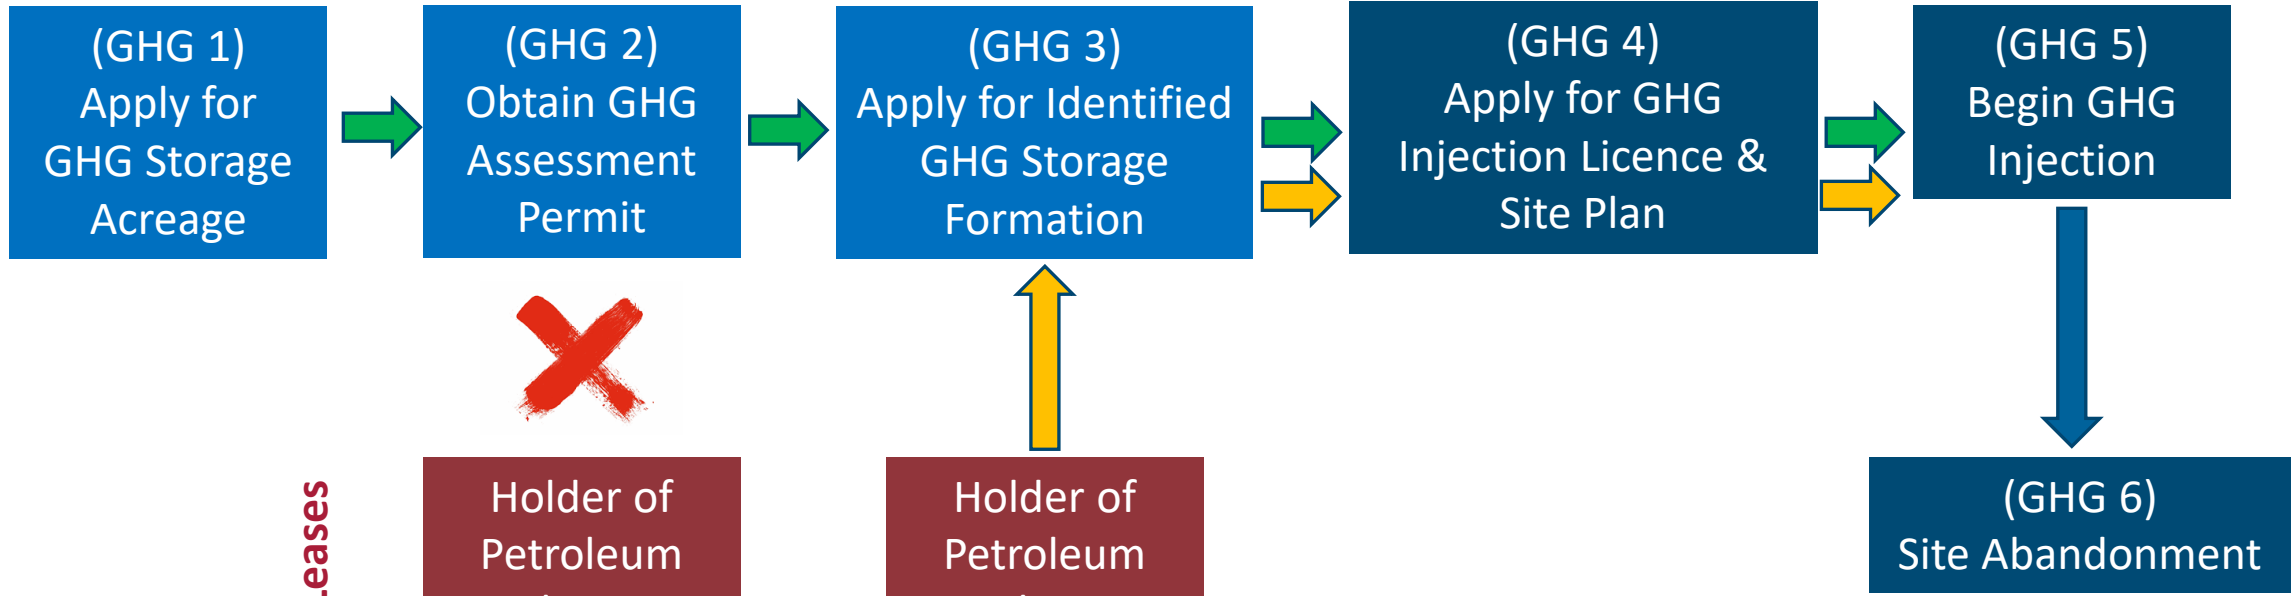 (GHG 1)
Apply for
GHG Storage
Acreage
(GHG 2)
Obtain GHG
Assessment
Permit
(GHG 3)
Apply for Identified
GHG Storage
Formation
(GHG 4)
Apply for GHG
Injection Licence &
Site Plan
(GHG 5)
Begin GHG
Injection
Leases
Holder of
Petroleum
Holder of
Petroleum
(GHG 6)
Site Abandonment